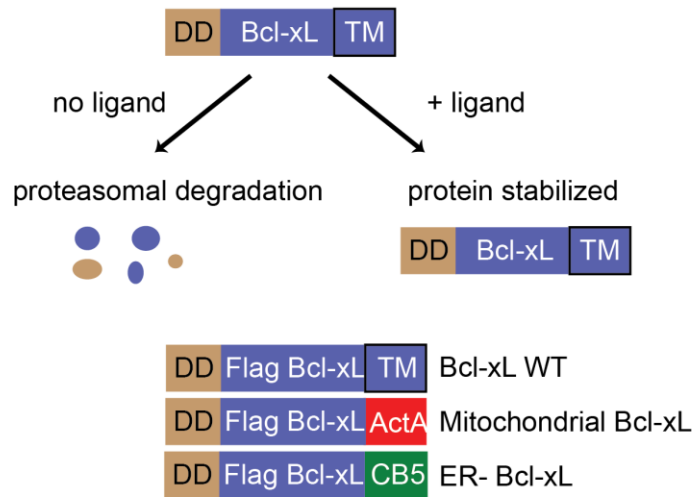 DD Bcl-xL TM
no ligand + ligand
proteasomal degradation protein stabilized
DD Bcl-xL TM
DD Flag Bcl-xL TM Bcl-xL WT
DD Flag Bcl-xL ActA Mitochondrial Bcl-xL
DD Flag Bcl-xL CB5 ER- Bcl-xL